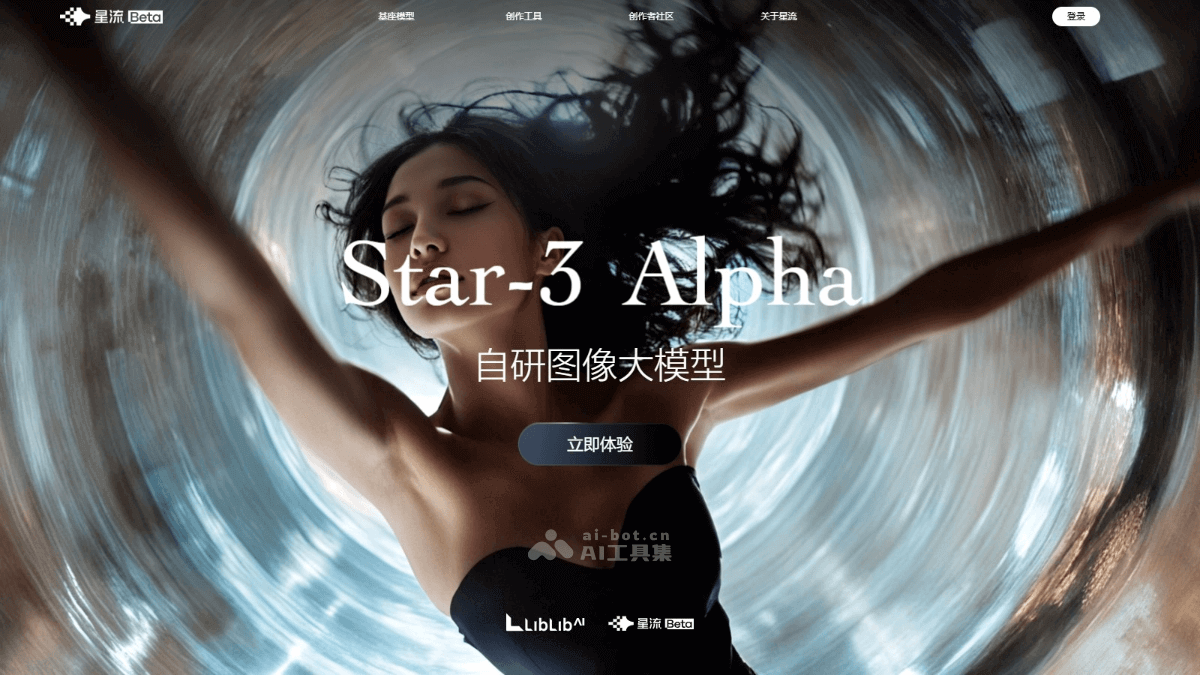 星流 Beta
基座模型
创作工具
创作者社区
关于星流
登录
Star-3 Alpha
自研图像大模型
立即体验
ai-bot.cn
AI工具集
LIBLIBAI
星流 Beta